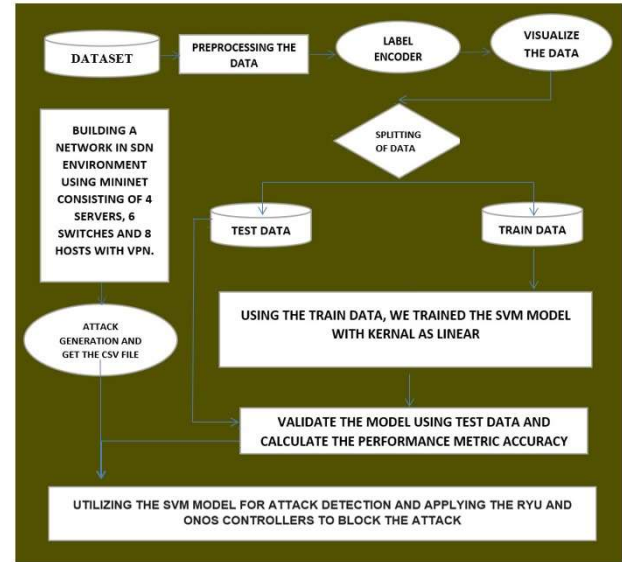 DATASET
PREPROCESSING THE
DATA
LABEL
ENCODER
VISUALIZE
THE DATA
SPLITTING
OF DATA
BUILDING A
NETWORK IN SDN
ENVIRONMENT
USING MININET
CONSISTING OF 4
SERVERS, 6
SWITCHES AND 8
HOSTS WITH VPN.
TEST DATA
TRAIN DATA
ATTACK
GENERATION AND
GET THE CSV FILE
USING THE TRAIN DATA, WE TRAINED THE SVM MODEL
WITH KERNAL AS LINEAR
VALIDATE THE MODEL USING TEST DATA AND
CALCULATE THE PERFORMANCE METRIC ACCURACY
UTILIZING THE SVM MODEL FOR ATTACK DETECTION AND APPLYING THE RYU AND
ONOS CONTROLLERS TO BLOCK THE ATTACK